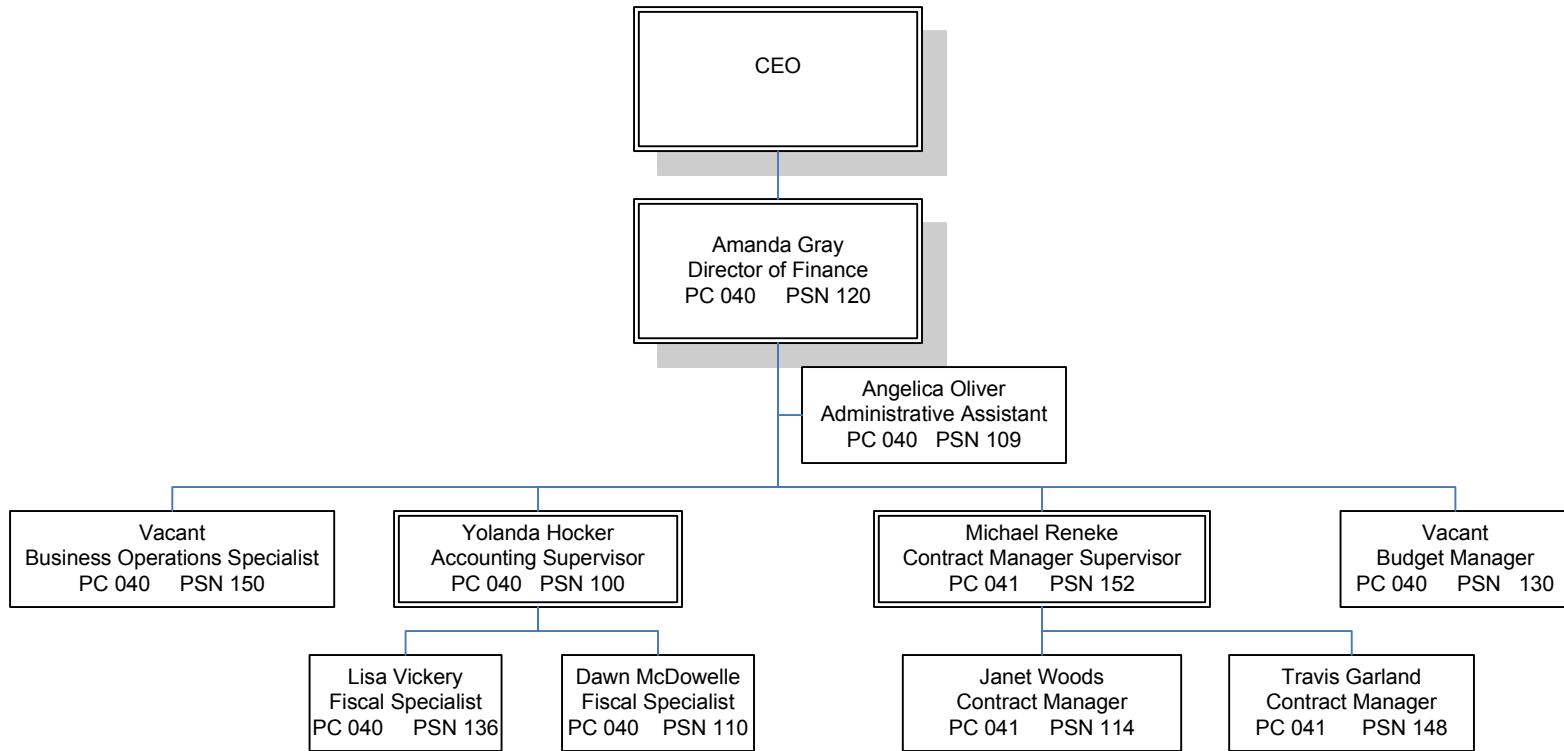 CEO
Amanda Gray
Director of Finance
PC 040 PSN 120
Angelica Oliver
Administrative Assistant
PC 040 PSN 109
Vacant
Business Operations Specialist
PC 040 PSN 150
Yolanda Hocker
Accounting Supervisor
PC 040 PSN 100
Michael Reneke
Contract Manager Supervisor
PC 041 PSN 152
Vacant
Budget Manager
PC 040 PSN 130
Lisa Vickery
Fiscal Specialist
PC 040 PSN 136
Dawn McDowelle
Fiscal Specialist
PC 040 PSN 110
Janet Woods
Contract Manager
PC 041 PSN 114
Travis Garland
Contract Manager
PC 041 PSN 148